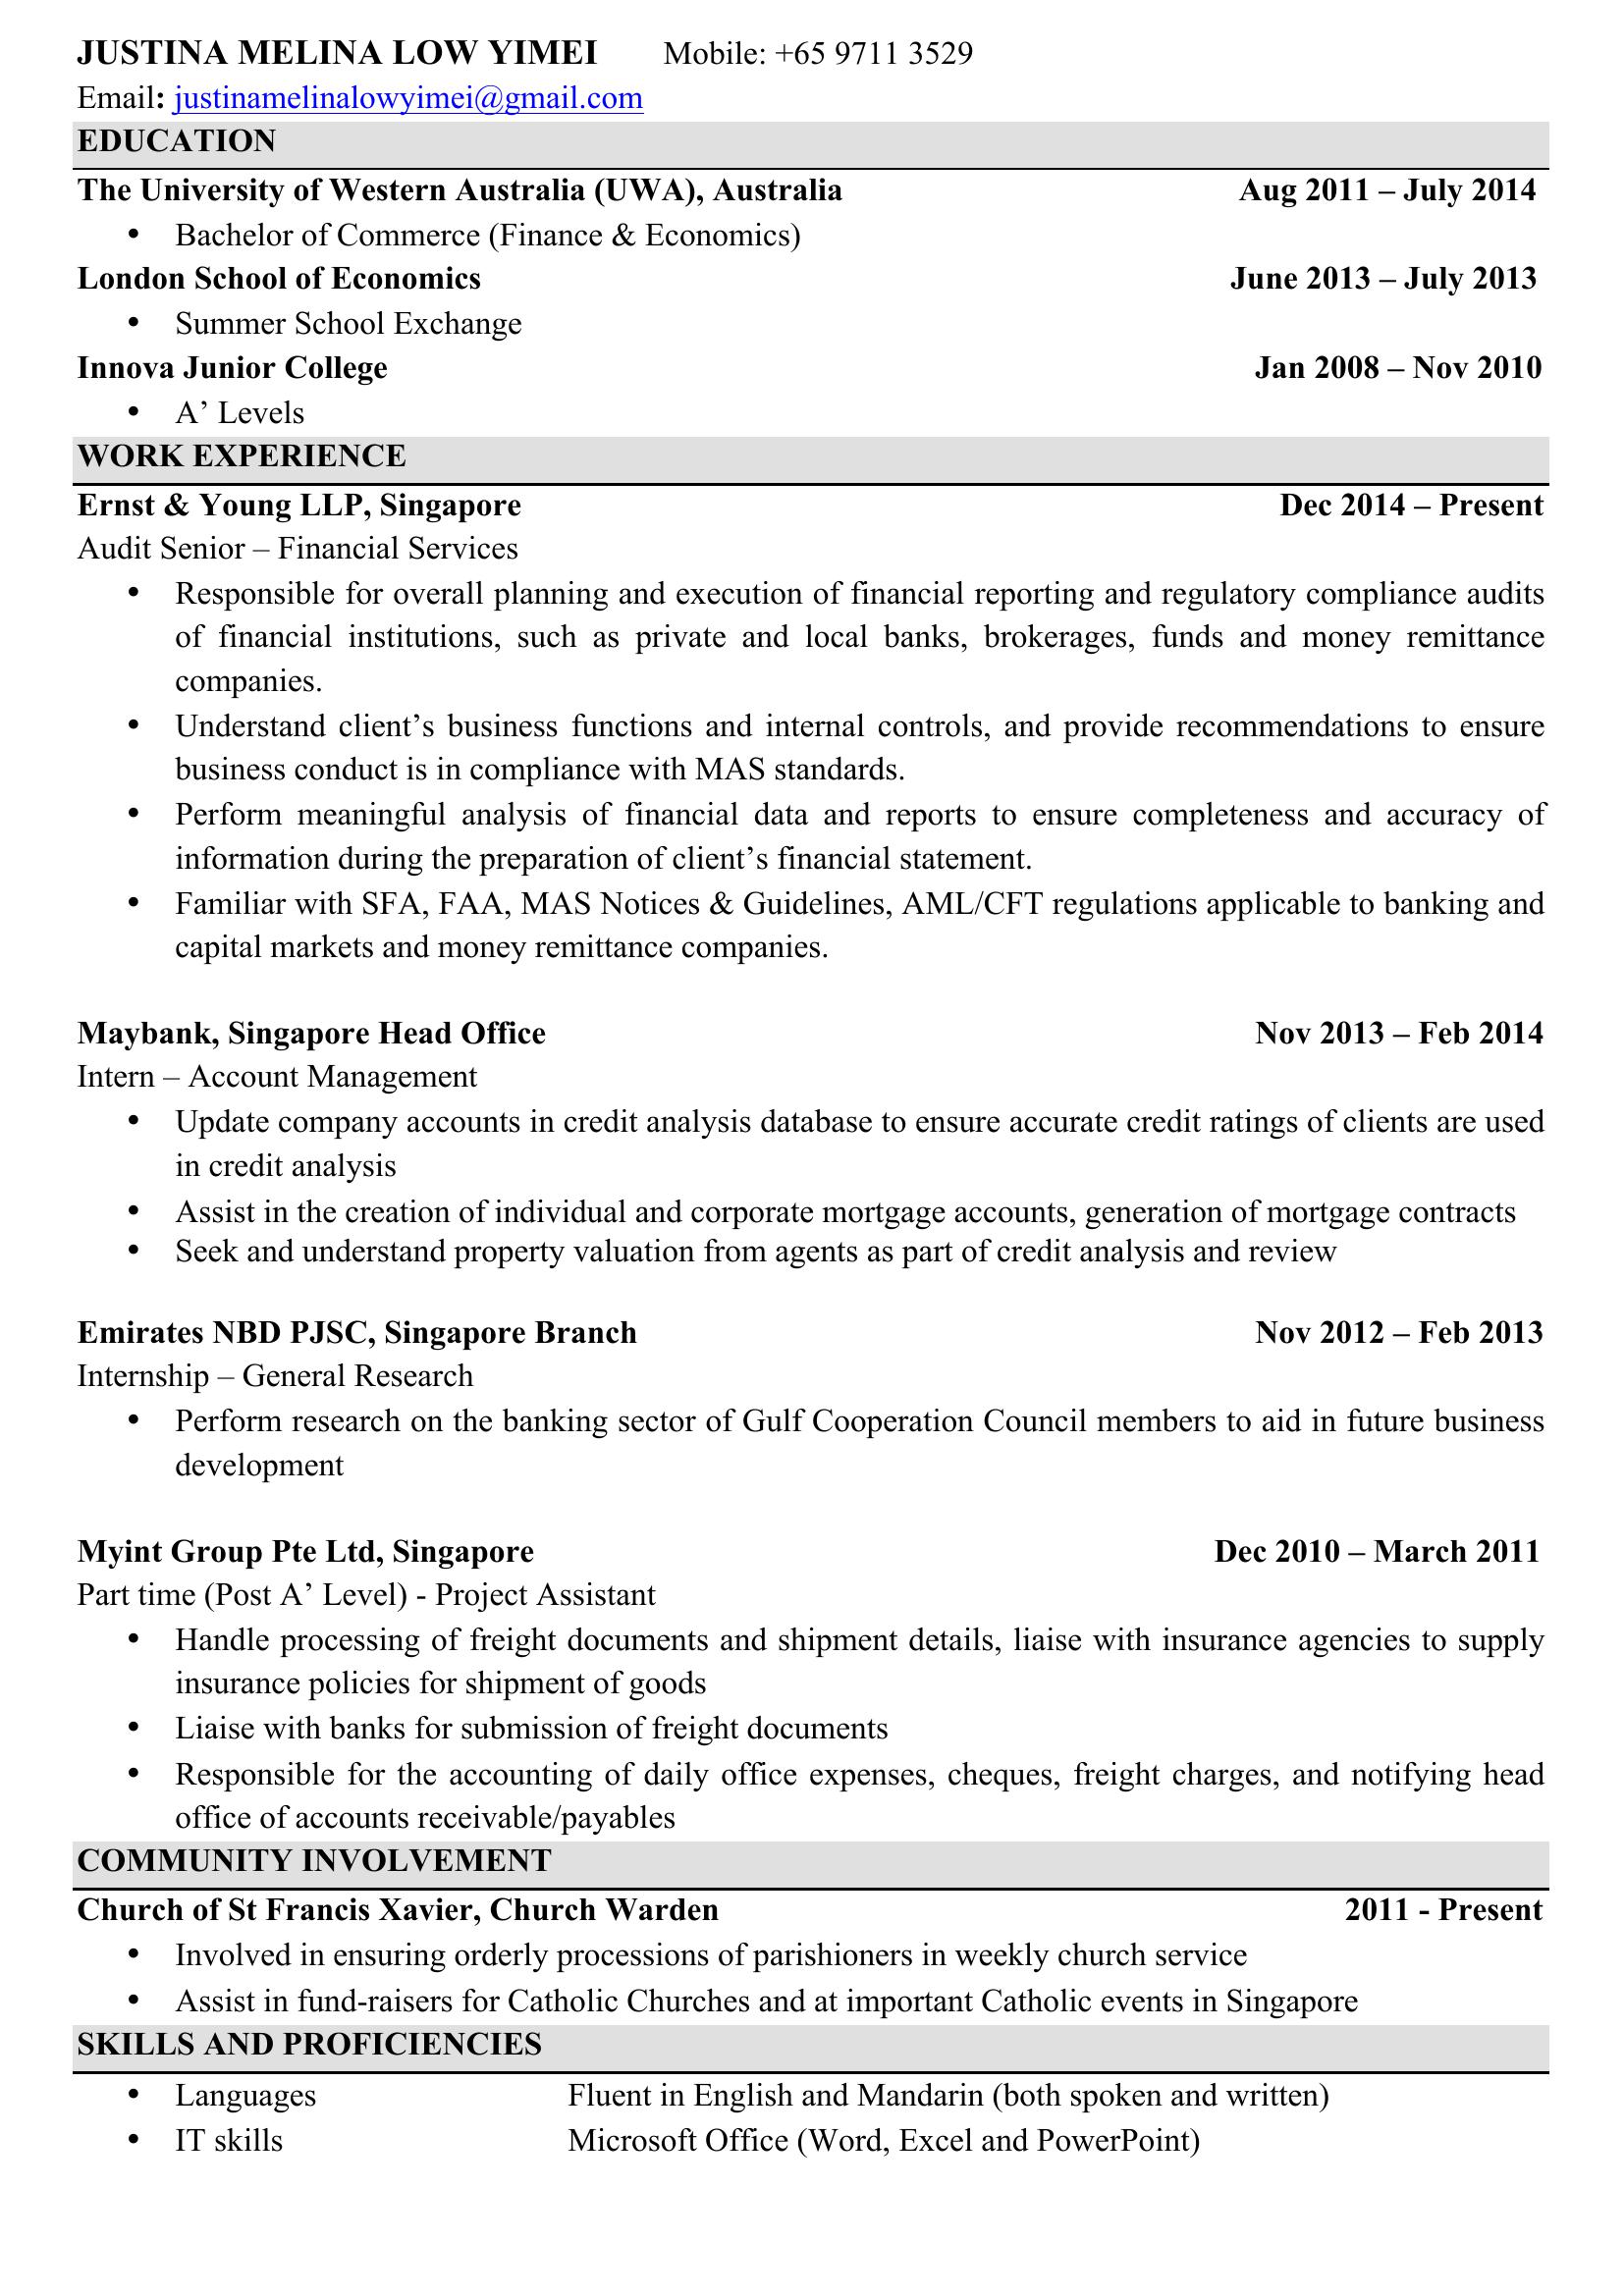 JUSTINA MELINA LOW YIMEI Mobile: +65 9711 3529
Email: justinamelinalowyimei@gmail.com
EDUCATION
The University of Western Australia (UWA), Australia Aug 2011 – July 2014
• Bachelor of Commerce (Finance & Economics)
London School of Economics June 2013 – July 2013
• Summer School Exchange
Innova Junior College Jan 2008 – Nov 2010
• A’ Levels
WORK EXPERIENCE
Ernst & Young LLP, Singapore Dec 2014 – Present
Audit Senior – Financial Services
• Responsible for overall planning and execution of financial reporting and regulatory compliance audits
of financial institutions, such as private and local banks, brokerages, funds and money remittance
companies.
• Understand client’s business functions and internal controls, and provide recommendations to ensure
business conduct is in compliance with MAS standards.
• Perform meaningful analysis of financial data and reports to ensure completeness and accuracy of
information during the preparation of client’s financial statement.
• Familiar with SFA, FAA, MAS Notices & Guidelines, AML/CFT regulations applicable to banking and
capital markets and money remittance companies.
Maybank, Singapore Head Office Nov 2013 – Feb 2014
Intern – Account Management
• Update company accounts in credit analysis database to ensure accurate credit ratings of clients are used
in credit analysis
• Assist in the creation of individual and corporate mortgage accounts, generation of mortgage contracts
• Seek and understand property valuation from agents as part of credit analysis and review
Emirates NBD PJSC, Singapore Branch Nov 2012 – Feb 2013
Internship – General Research
• Perform research on the banking sector of Gulf Cooperation Council members to aid in future business
development
Myint Group Pte Ltd, Singapore Dec 2010 – March 2011
Part time (Post A’ Level) - Project Assistant
• Handle processing of freight documents and shipment details, liaise with insurance agencies to supply
insurance policies for shipment of goods
• Liaise with banks for submission of freight documents
• Responsible for the accounting of daily office expenses, cheques, freight charges, and notifying head
office of accounts receivable/payables
COMMUNITY INVOLVEMENT
Church of St Francis Xavier, Church Warden 2011 - Present
• Involved in ensuring orderly processions of parishioners in weekly church service
• Assist in fund-raisers for Catholic Churches and at important Catholic events in Singapore
SKILLS AND PROFICIENCIES
• Languages Fluent in English and Mandarin (both spoken and written)
• IT skills Microsoft Office (Word, Excel and PowerPoint)